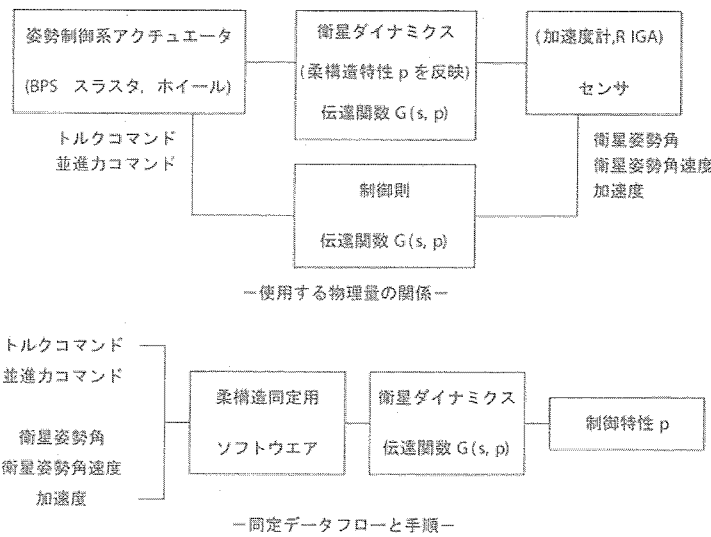 姿勢制御系アクチュエータ
(BPS スラスタ, ホイール)
衛星ダイナミクス
(柔構造特性 p を反映)
伝達関数 G(s, p)
(加速度計,R IGA)
センサ
トルクコマンド
並進力コマンド
衛星姿勢角
衛星姿勢角速度
加速度
制御則
伝達関数 G(s, p)
－使用する物理量の関係－
トルクコマンド
並進力コマンド
衛星姿勢角
衛星姿勢角速度
加速度
柔構造同定用
ソフトウエア
衛星ダイナミクス
伝達関数 G(s, p)
制御特性 p
－同定データフローと手順－